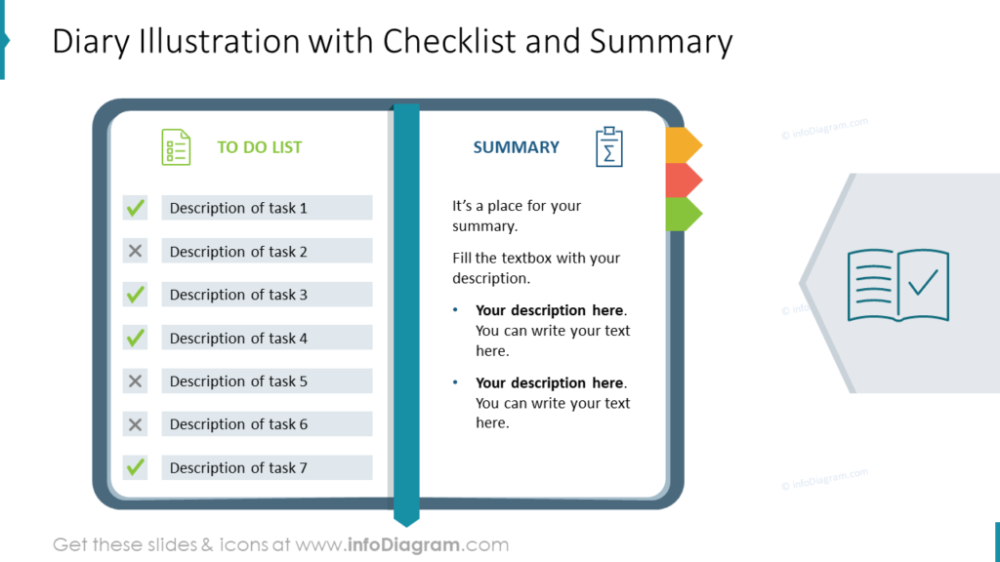 Diary Illustration with Checklist and Summary
TO DO LIST
Description of task 1
Description of task 2
Description of task 3
Description of task 4
Description of task 5
Description of task 6
Description of task 7
SUMMARY
Σ
It's a place for your
summary.
Fill the textbox with your
description.
• Your description here.
You can write your text
here.
• Your description here.
You can write your text
here.
© infoDiagram.com
© infoDiagram.com
Get these slides & icons at www.infoDiagram.com